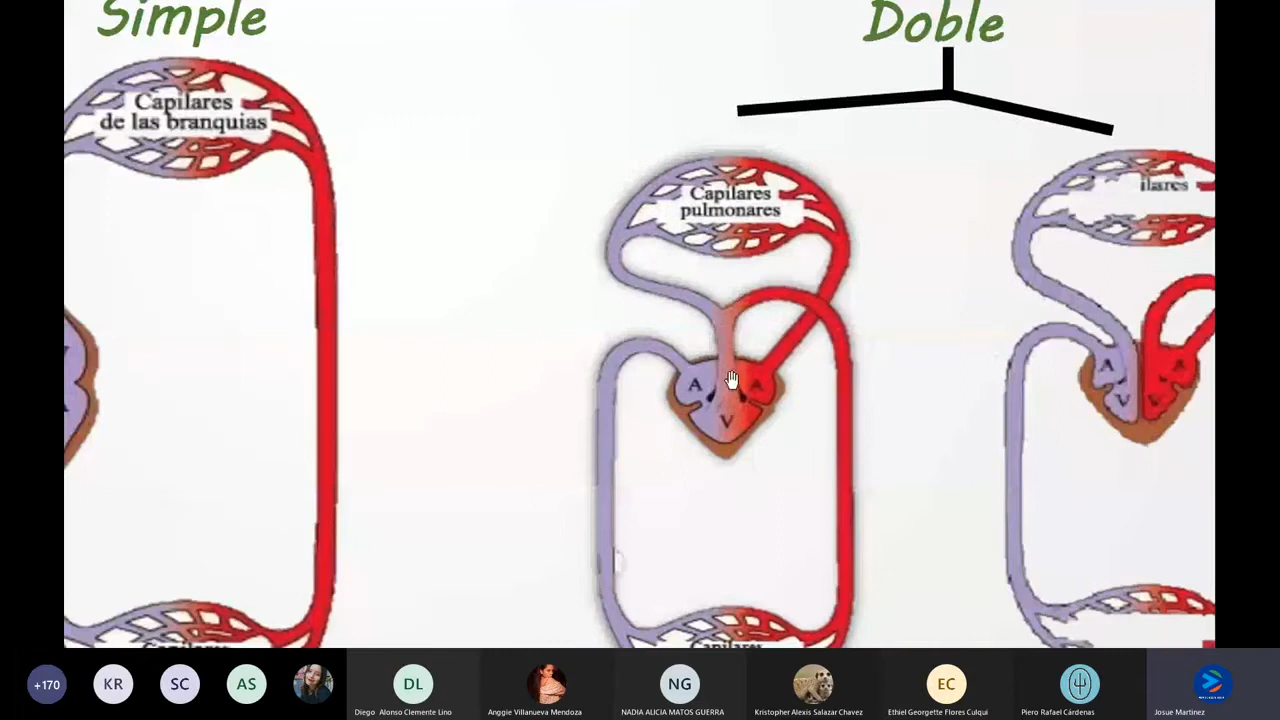 Simple
Doble
Capilares
de las branquias
Capilares
pulmonares
ilares
A
A
V
A
A
V
V
Capilares
+170
KR
SC
AS
DL
NG
EC
Diego Alonso Clemente Lino
Anggie Villanueva Mendoza
NADIA ALICIA MATOS GUERRA
Kristopher Alexis Salazar Chavez
Ethiel Georgette Flores Culqui
Piero Rafael Cárdenas
Josue Martinez